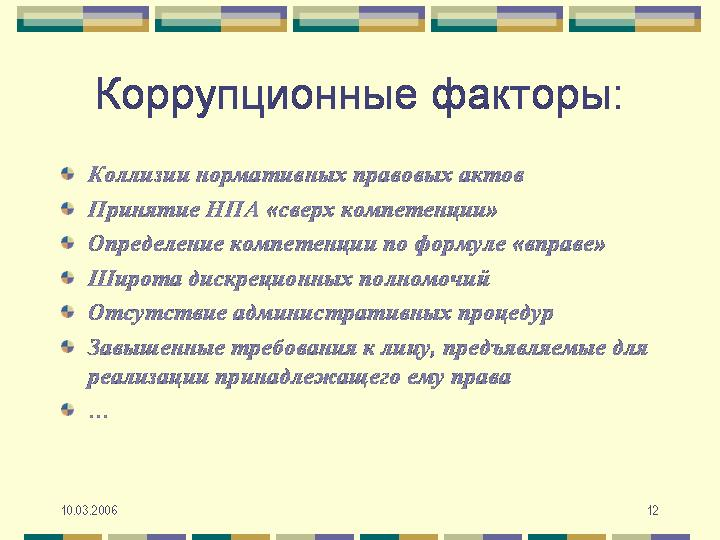 Коррупционные факторы:
Коллизии нормативных правовых актов
Принятие НПА «сверх компетенции»
Определение компетенции по формуле «вправе»
Широта дискреционных полномочий
Отсутствие административных процедур
Завышенные требования к лицу, предъявляемые для
реализации принадлежащего ему права
...
10.03.2006
12